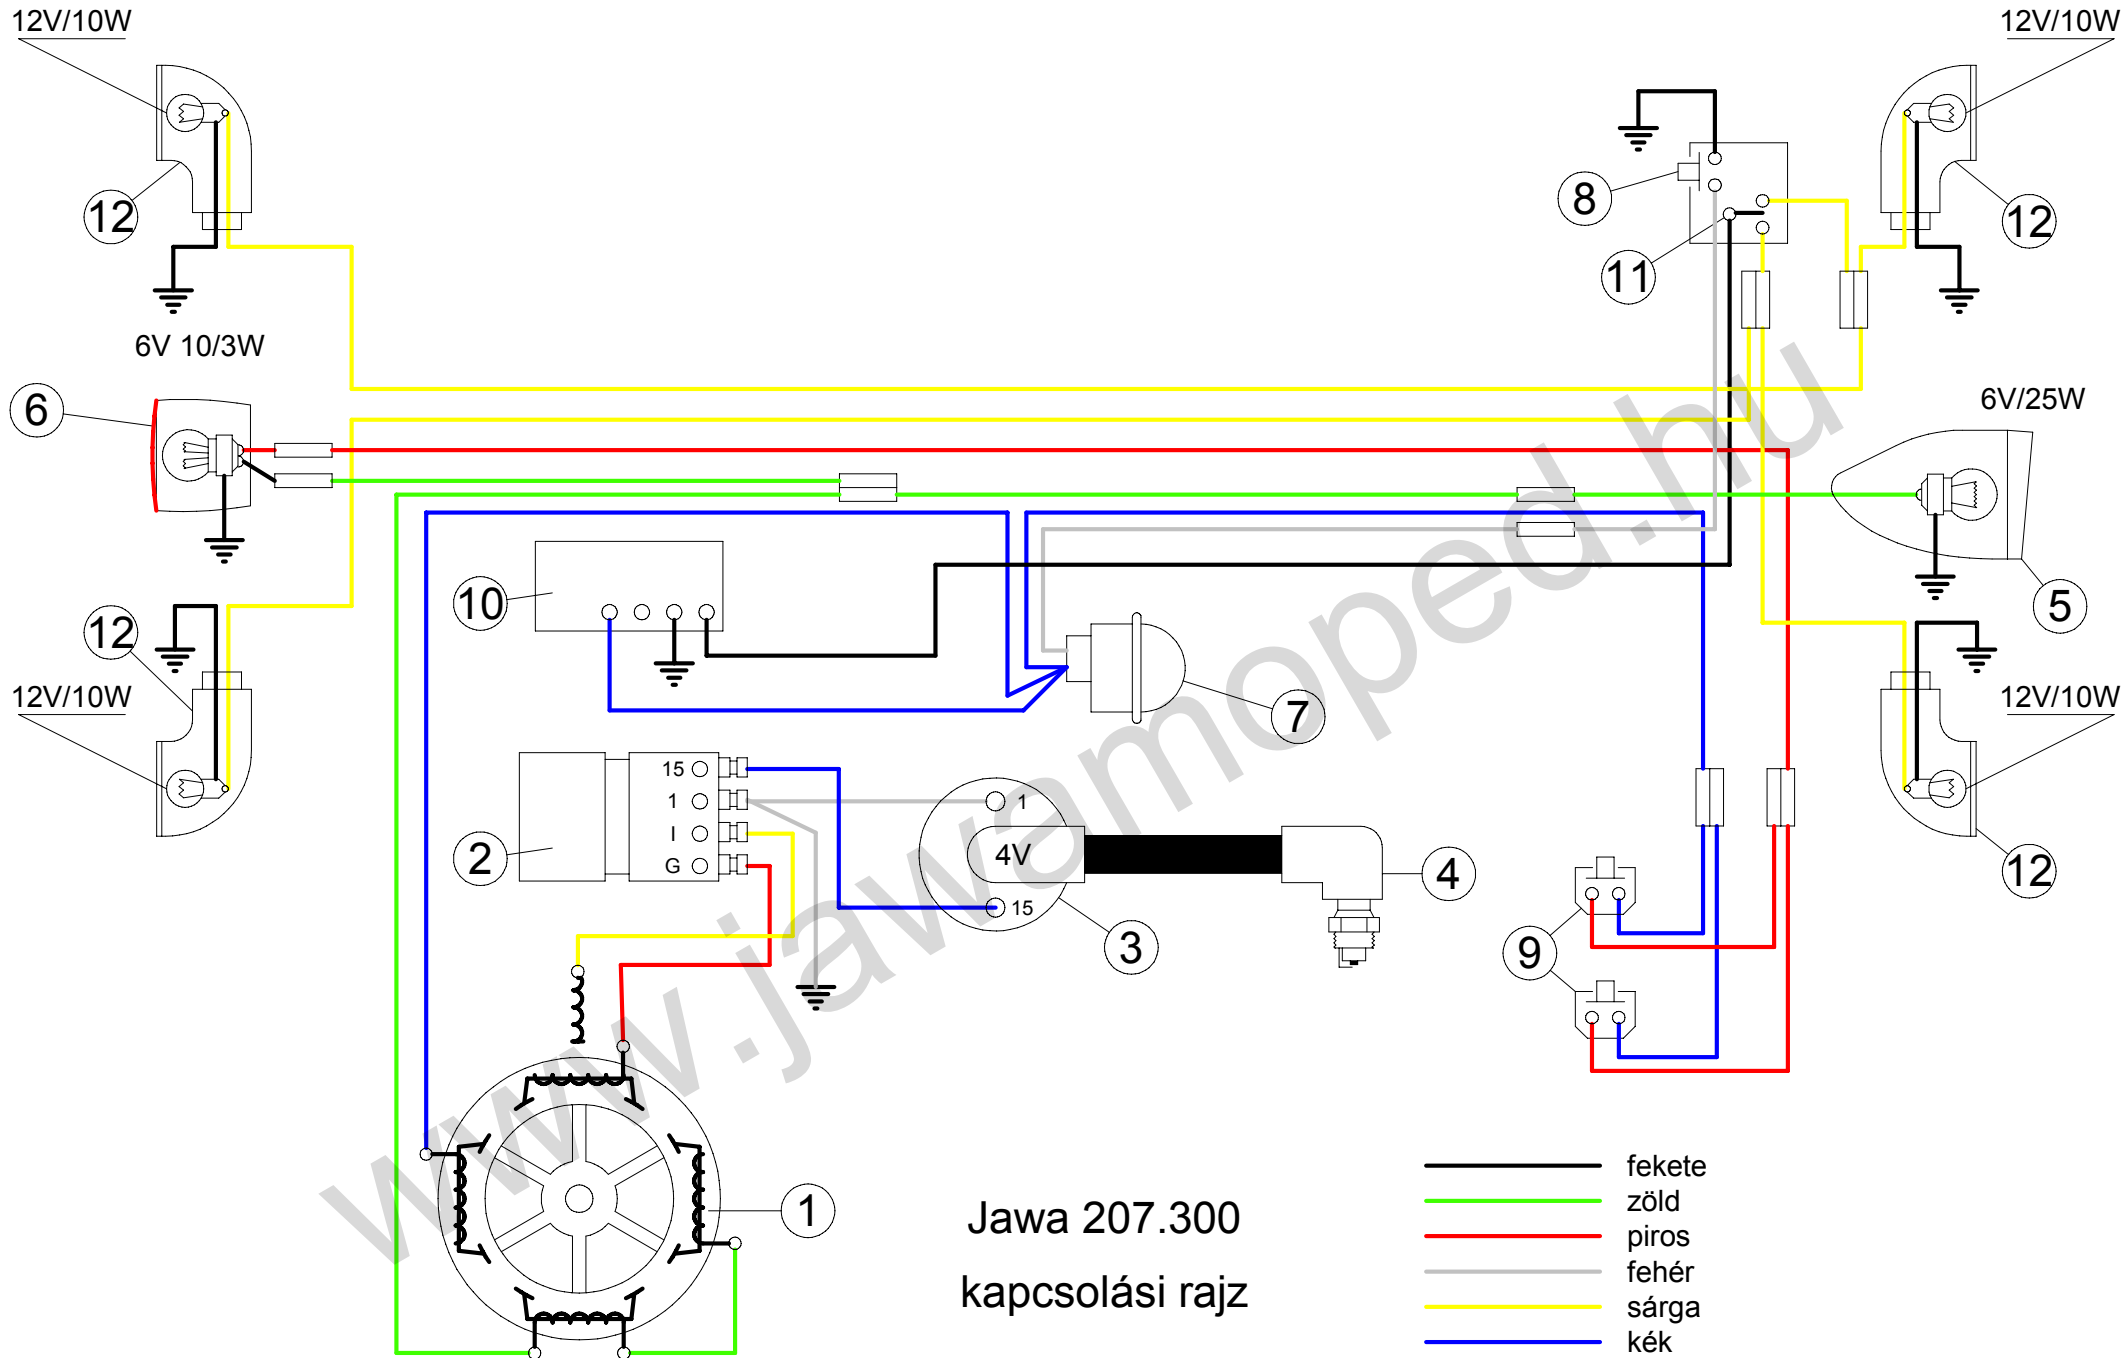 12V/10W
12V/10W
12
8
12
11
6V 10/3W
6
6V/25W
10
5
12
7
12V/10W
12V/10W
15
1
1
I
2
4V
G
4
12
15
3
9
1
Jawa 207.300
kapcsolási rajz
fekete
zöld
piros
fehér
sárga
kék
www.jawamoped.hu